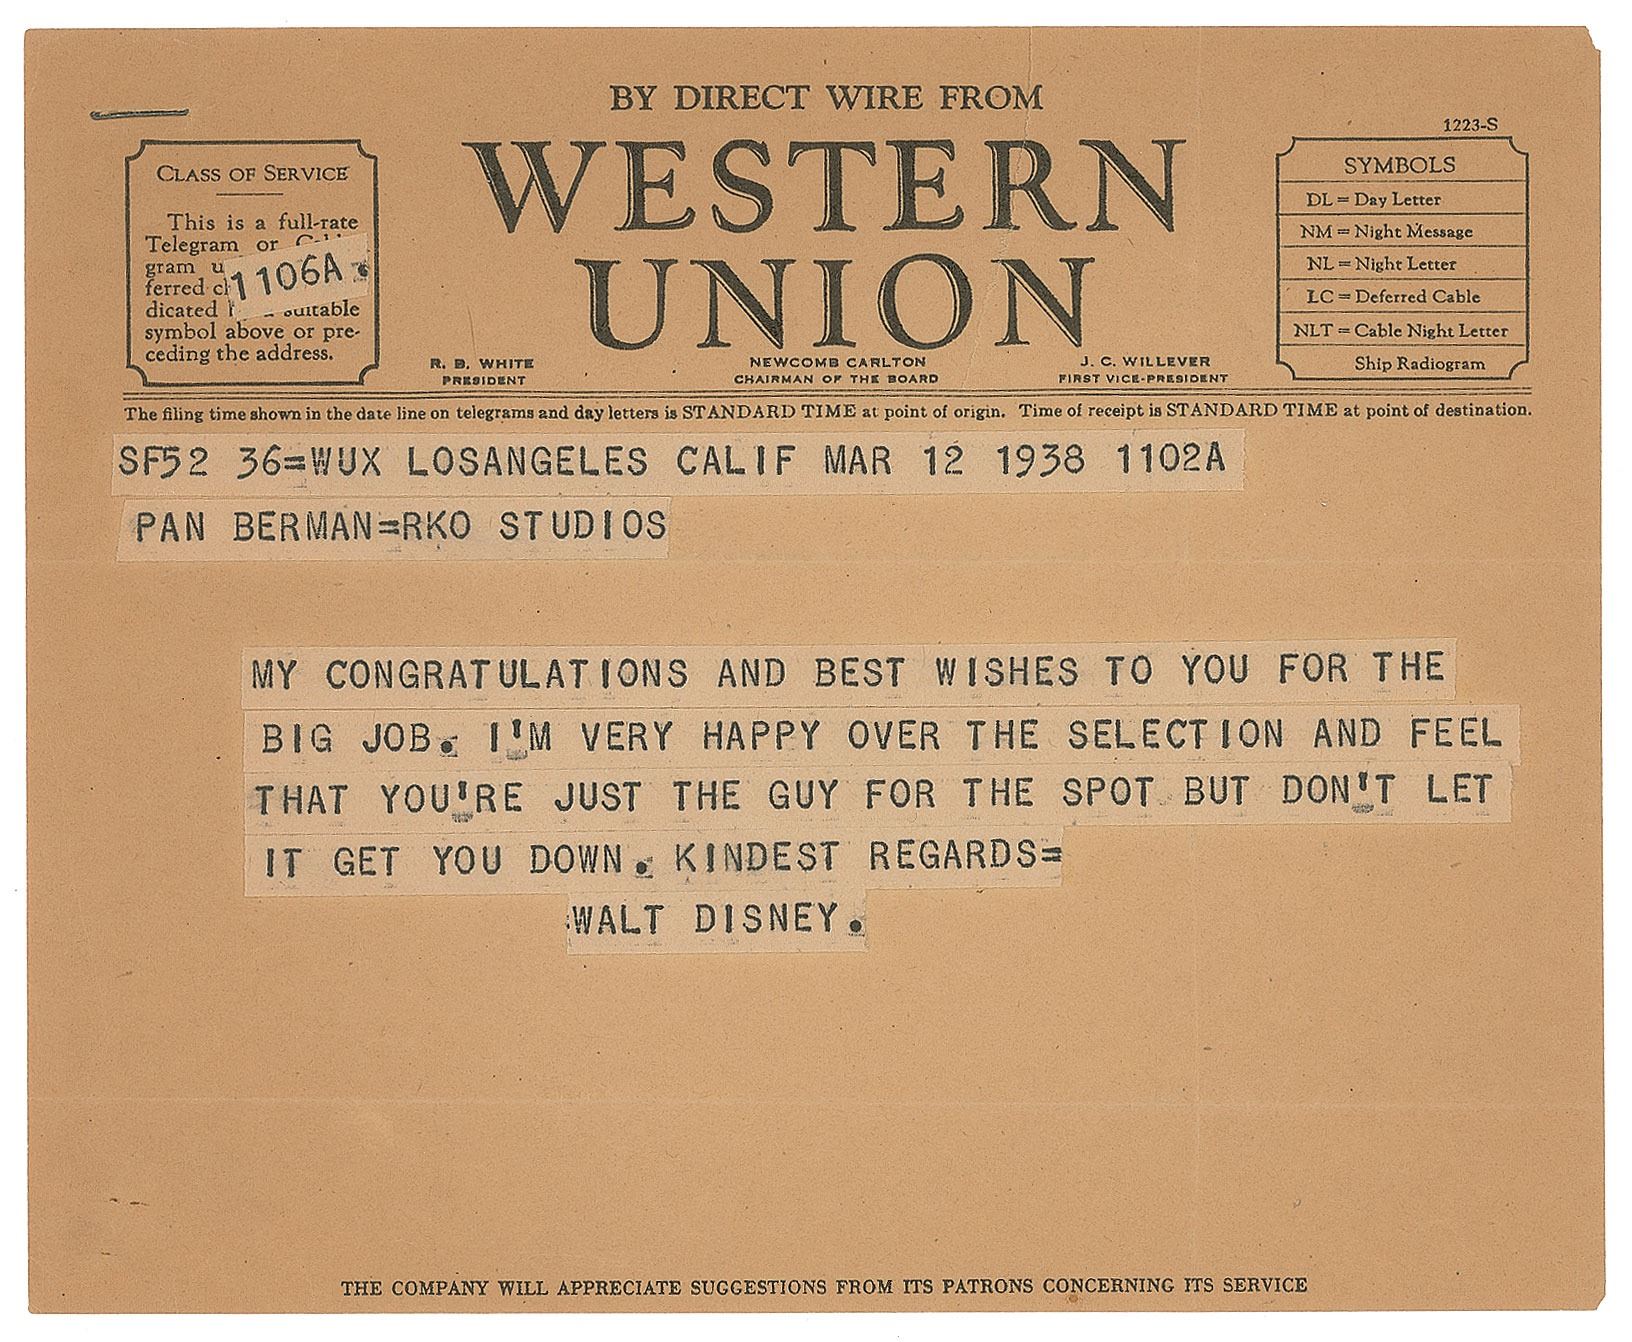 BY DIRECT WIRE FROM
WESTERN
UNION
1223-S
CLASS OF SERVICE
This is a full-rate
Telegram or
gram
ferred
dicated suitable
symbol above or pre-
ceding the address.
1106A.
SYMBOLS
DL = Day Letter
NM = Night Message
NL = Night Letter
LC = Deferred Cable
NLT = Cable Night Letter
Ship Radiogram
R. B. WHITE
PRESIDENT
NEWCOMB CARLTON
CHAIRMAN OF THE BOARD
J. C. WILLEVER
FIRST VICE-PRESIDENT
The filing time shown in the date line on telegrams and day letters is STANDARD TIME at point of origin. Time of receipt is STANDARD TIME at point of destination.
SF52 36=WUX LOSANGELES CALIF MAR 12 1938 1102A
PAN BERMAN=RKO STUDIOS
MY CONGRATULATIONS AND BEST WISHES TO YOU FOR THE
BIG JOB. I'M VERY HAPPY OVER THE SELECTION AND FEEL
THAT YOU'RE JUST THE GUY FOR THE SPOT BUT DON'T LET
IT GET YOU DOWN. KINDEST REGARDS=
WALT DISNEY.
THE COMPANY WILL APPRECIATE SUGGESTIONS FROM ITS PATRONS CONCERNING ITS SERVICE